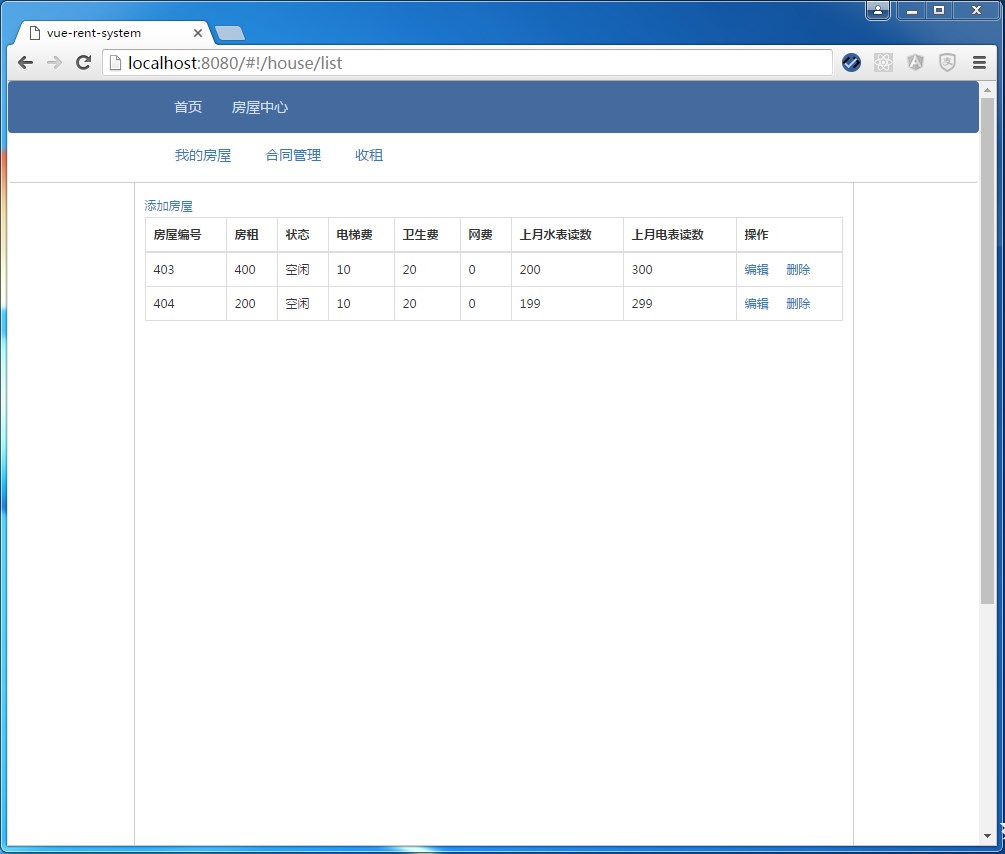 vue-rent-system
localhost:8080/#!/house/list
首页 房屋中心
我的房屋 合同管理 收租
添加房屋
房屋编号 房租 状态 电梯费 卫生费 网费 上月水表读数 上月电表读数 操作
403 400 空闲 10 20 0 200 300 编辑 删除
404 200 空闲 10 20 0 199 299 编辑 删除